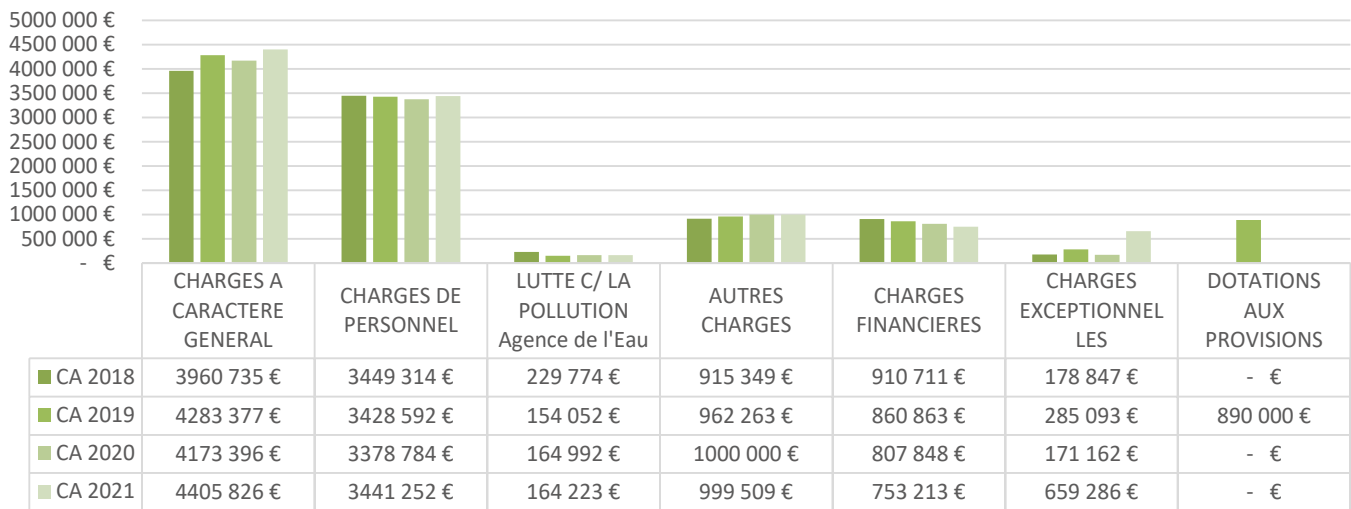 5000 000 €
4500 000 €
4000 000 €
3500 000 €
3000 000 €
2500 000 €
2000 000 €
1500 000 €
1000 000 €
500 000 €
- €
CHARGES A
CARACTERE
GENERAL
CHARGES DE
PERSONNEL
LUTTE C/ LA
POLLUTION
Agence de l'Eau
AUTRES
CHARGES
CHARGES
FINANCIERES
CHARGES
EXCEPTIONNEL
LES
DOTATIONS
AUX
PROVISIONS
CA 2018 3960 735 € 3449 314 € 229 774 € 915 349 € 910 711 € 178 847 € - €
CA 2019 4283 377 € 3428 592 € 154 052 € 962 263 € 860 863 € 285 093 € 890 000 €
CA 2020 4173 396 € 3378 784 € 164 992 € 1000 000 € 807 848 € 171 162 € - €
CA 2021 4405 826 € 3441 252 € 164 223 € 999 509 € 753 213 € 659 286 € - €